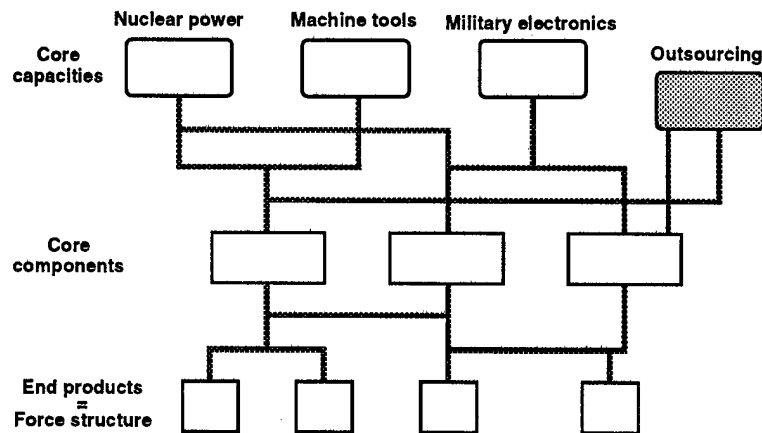 Nuclear power
Machine tools
Military electronics
Outsourcing
Core
capacities
Core
components
End products
=
Force structure